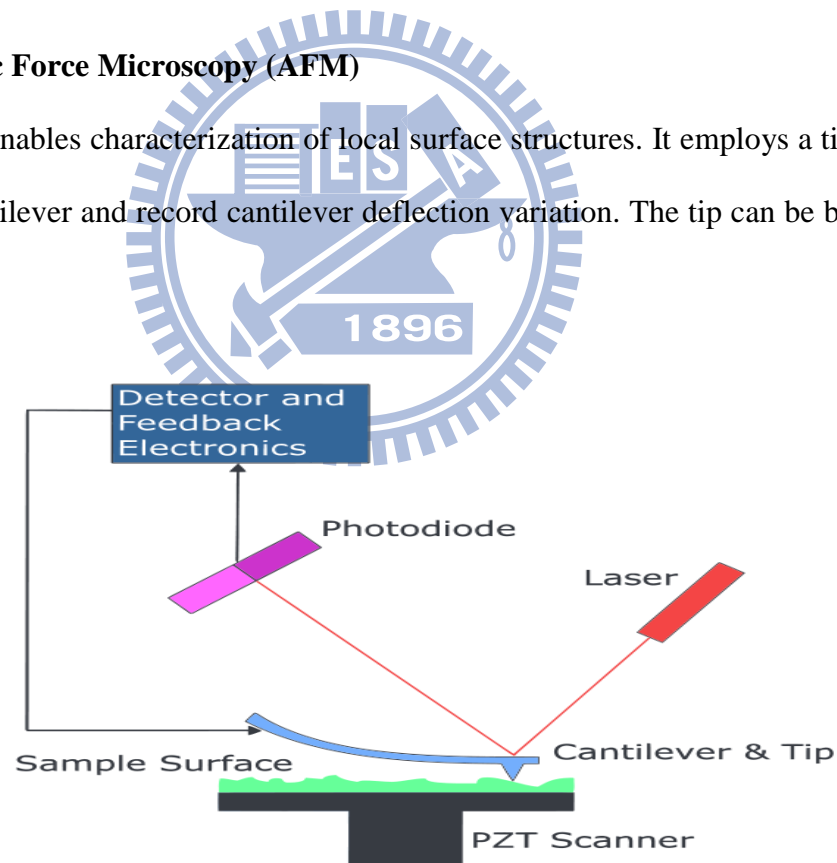 c Force Microscopy (AFM)
nables characterization of local surface structures. It employs a ti
ilever and record cantilever deflection variation. The tip can be b
E S A
1896
Detector and
Feedback
Electronics
Photodiode
Laser
Cantilever & Tip
Sample Surface
PZT Scanner